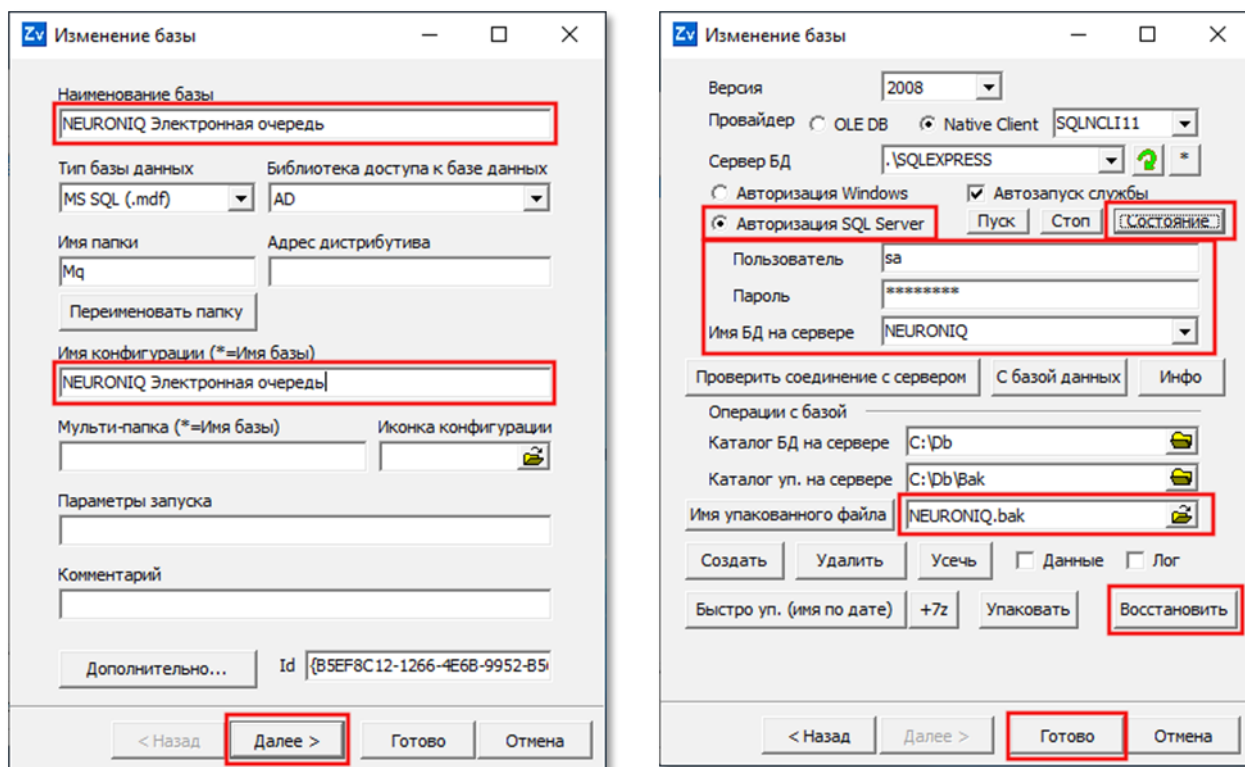 Zv Изменение базы
Наименование базы
NEURONIQ Электронная очередь
Тип базы данных Библиотека доступа к базе данных
MS SQL (.mdf) AD
Имя папки Адрес дистрибутива
Mq
Переименовать папку
Имя конфигурации (*=Имя базы)
NEURONIQ Электронная очередь
Мульти-папка (*=Имя базы) Иконка конфигурации
Параметры запуска
Комментарий
Дополнительно... Id {B5EF8C12-1266-4E6B-9952-B5
< Назад Далее > Готово Отмена
Zv Изменение базы
Версия 2008
Провайдер OLE DB Native Client SQLNCLI11
Сервер БД .\SQLEXPRESS *
Авторизация Windows Автозапуск службы
Авторизация SQL Server Пуск Стоп Состояние
Пользователь sa
Пароль ********
Имя БД на сервере NEURONIQ
Проверить соединение с сервером С базой данных Инфо
Операции с базой
Каталог БД на сервере C:\Db
Каталог уп. на сервере C:\Db\Bak
Имя упакованного файла NEURONIQ.bak
Создать Удалить Усечь Данные Лог
Быстро уп. (имя по дате) +7z Упаковать Восстановить
< Назад Далее > Готово Отмена